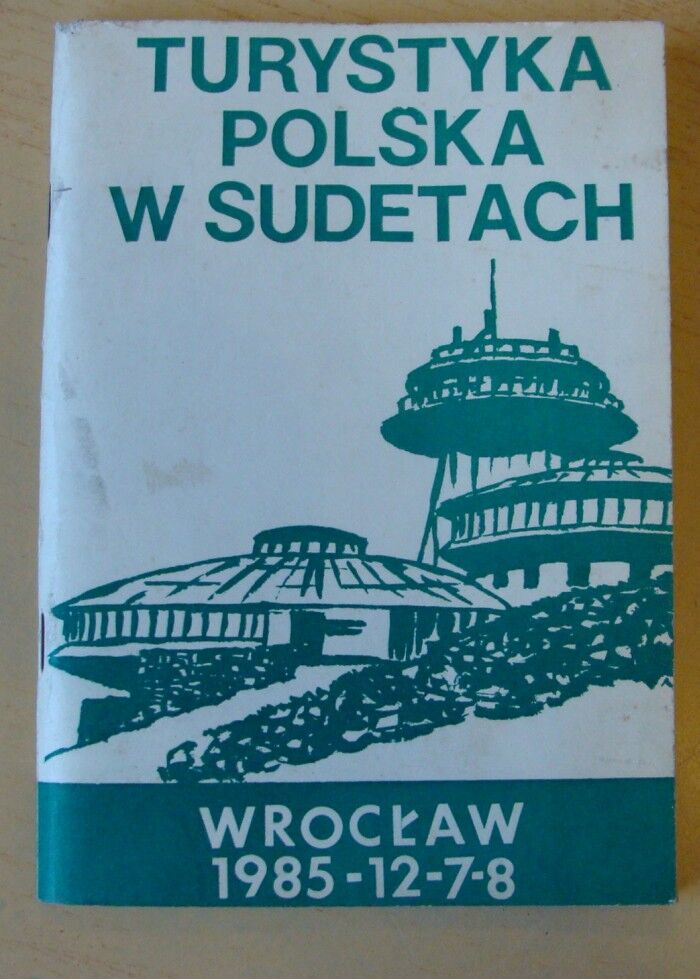 TURYSTYKA
POLSKA
W SUDETACH
WROCŁAW
1985-12-7-8